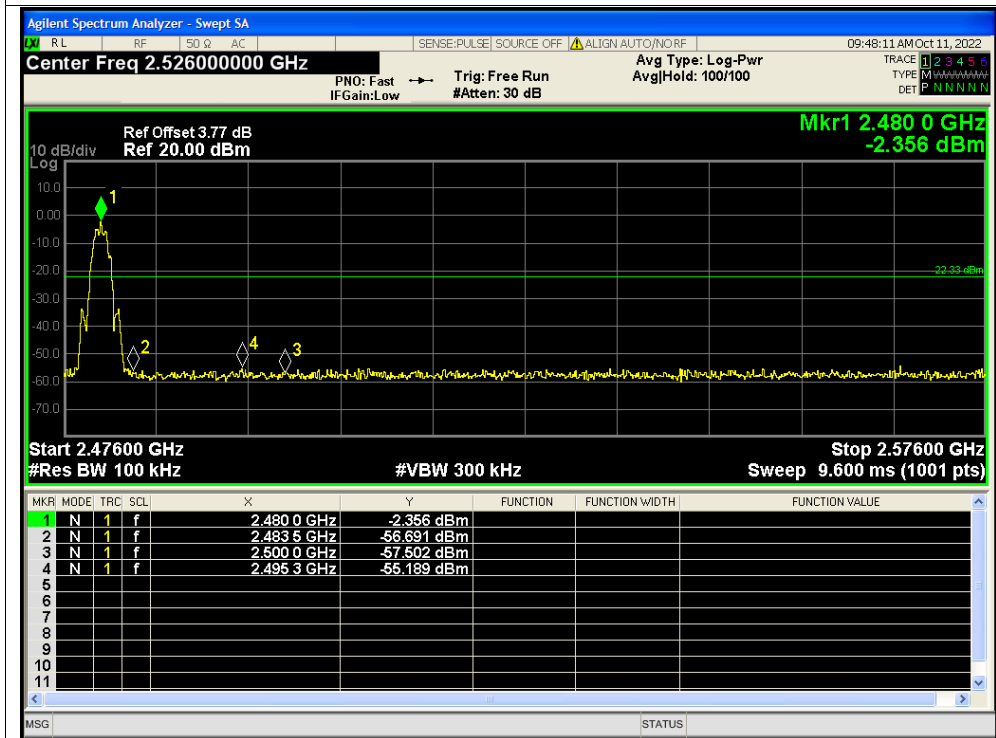 Agilent Spectrum Analyzer - Swept SA
LXI RL RF 50 Ω AC SENSE:PULSE SOURCE OFF ALIGN AUTO/NO RF 09:48:11 AM Oct 11, 2022
Center Freq 2.526000000 GHz
PNO: Fast
IFGain:Low
Trig: Free Run
#Atten: 30 dB
Avg Type: Log-Pwr
Avg|Hold: 100/100
TRACE 1 2 3 4 5 6
TYPE M WWWWW
DET P N N N N N
Mkr1 2.480 0 GHz
-2.356 dBm
Ref Offset 3.77 dB
10 dB/div Ref 20.00 dBm
Log
10.0
0.00
-10.0
-20.0
-30.0
-40.0
-50.0
-60.0
-70.0
1
2
4
3
-22.33 dBm
Start 2.47600 GHz Stop 2.57600 GHz
#Res BW 100 kHz #VBW 300 kHz Sweep 9.600 ms (1001 pts)
MKR MODE TRC SCL X Y FUNCTION FUNCTION WIDTH FUNCTION VALUE
1 N 1 f 2.480 0 GHz -2.356 dBm
2 N 1 f 2.483 5 GHz -56.691 dBm
3 N 1 f 2.500 0 GHz -57.502 dBm
4 N 1 f 2.495 3 GHz -55.189 dBm
5
6
7
8
9
10
11
MSG STATUS